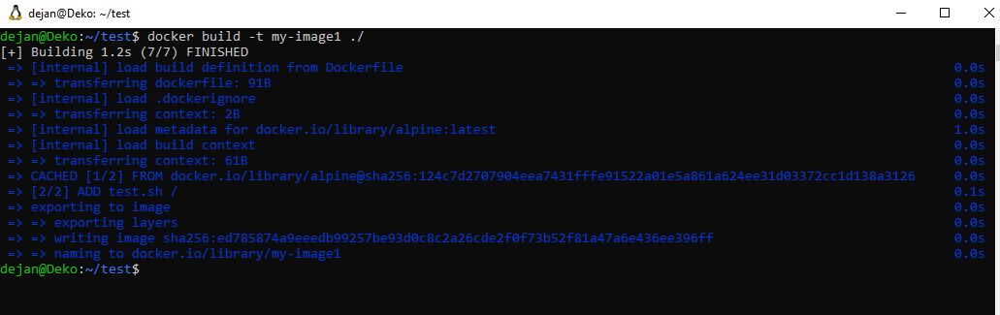 dejan@Deko: ~/test
dejan@Deko:~/test$ docker build -t my-image1 ./
[+] Building 1.2s (7/7) FINISHED
=> [internal] load build definition from Dockerfile 0.0s
=> => transferring dockerfile: 91B 0.0s
=> [internal] load .dockerignore 0.0s
=> => transferring context: 2B 0.0s
=> [internal] load metadata for docker.io/library/alpine:latest 1.0s
=> [internal] load build context 0.0s
=> => transferring context: 61B 0.0s
=> CACHED [1/2] FROM docker.io/library/alpine@sha256:124c7d2707904eea7431fffe91522a01e5a861a624ee31d03372cc1d138a3126 0.0s
=> [2/2] ADD test.sh / 0.1s
=> exporting to image 0.0s
=> => exporting layers 0.0s
=> => writing image sha256:ed785874a9eeedb99257be93d0c8c2a26cde2f0f73b52f81a47a6e436ee396ff 0.0s
=> => naming to docker.io/library/my-image1 0.0s
dejan@Deko:~/test$